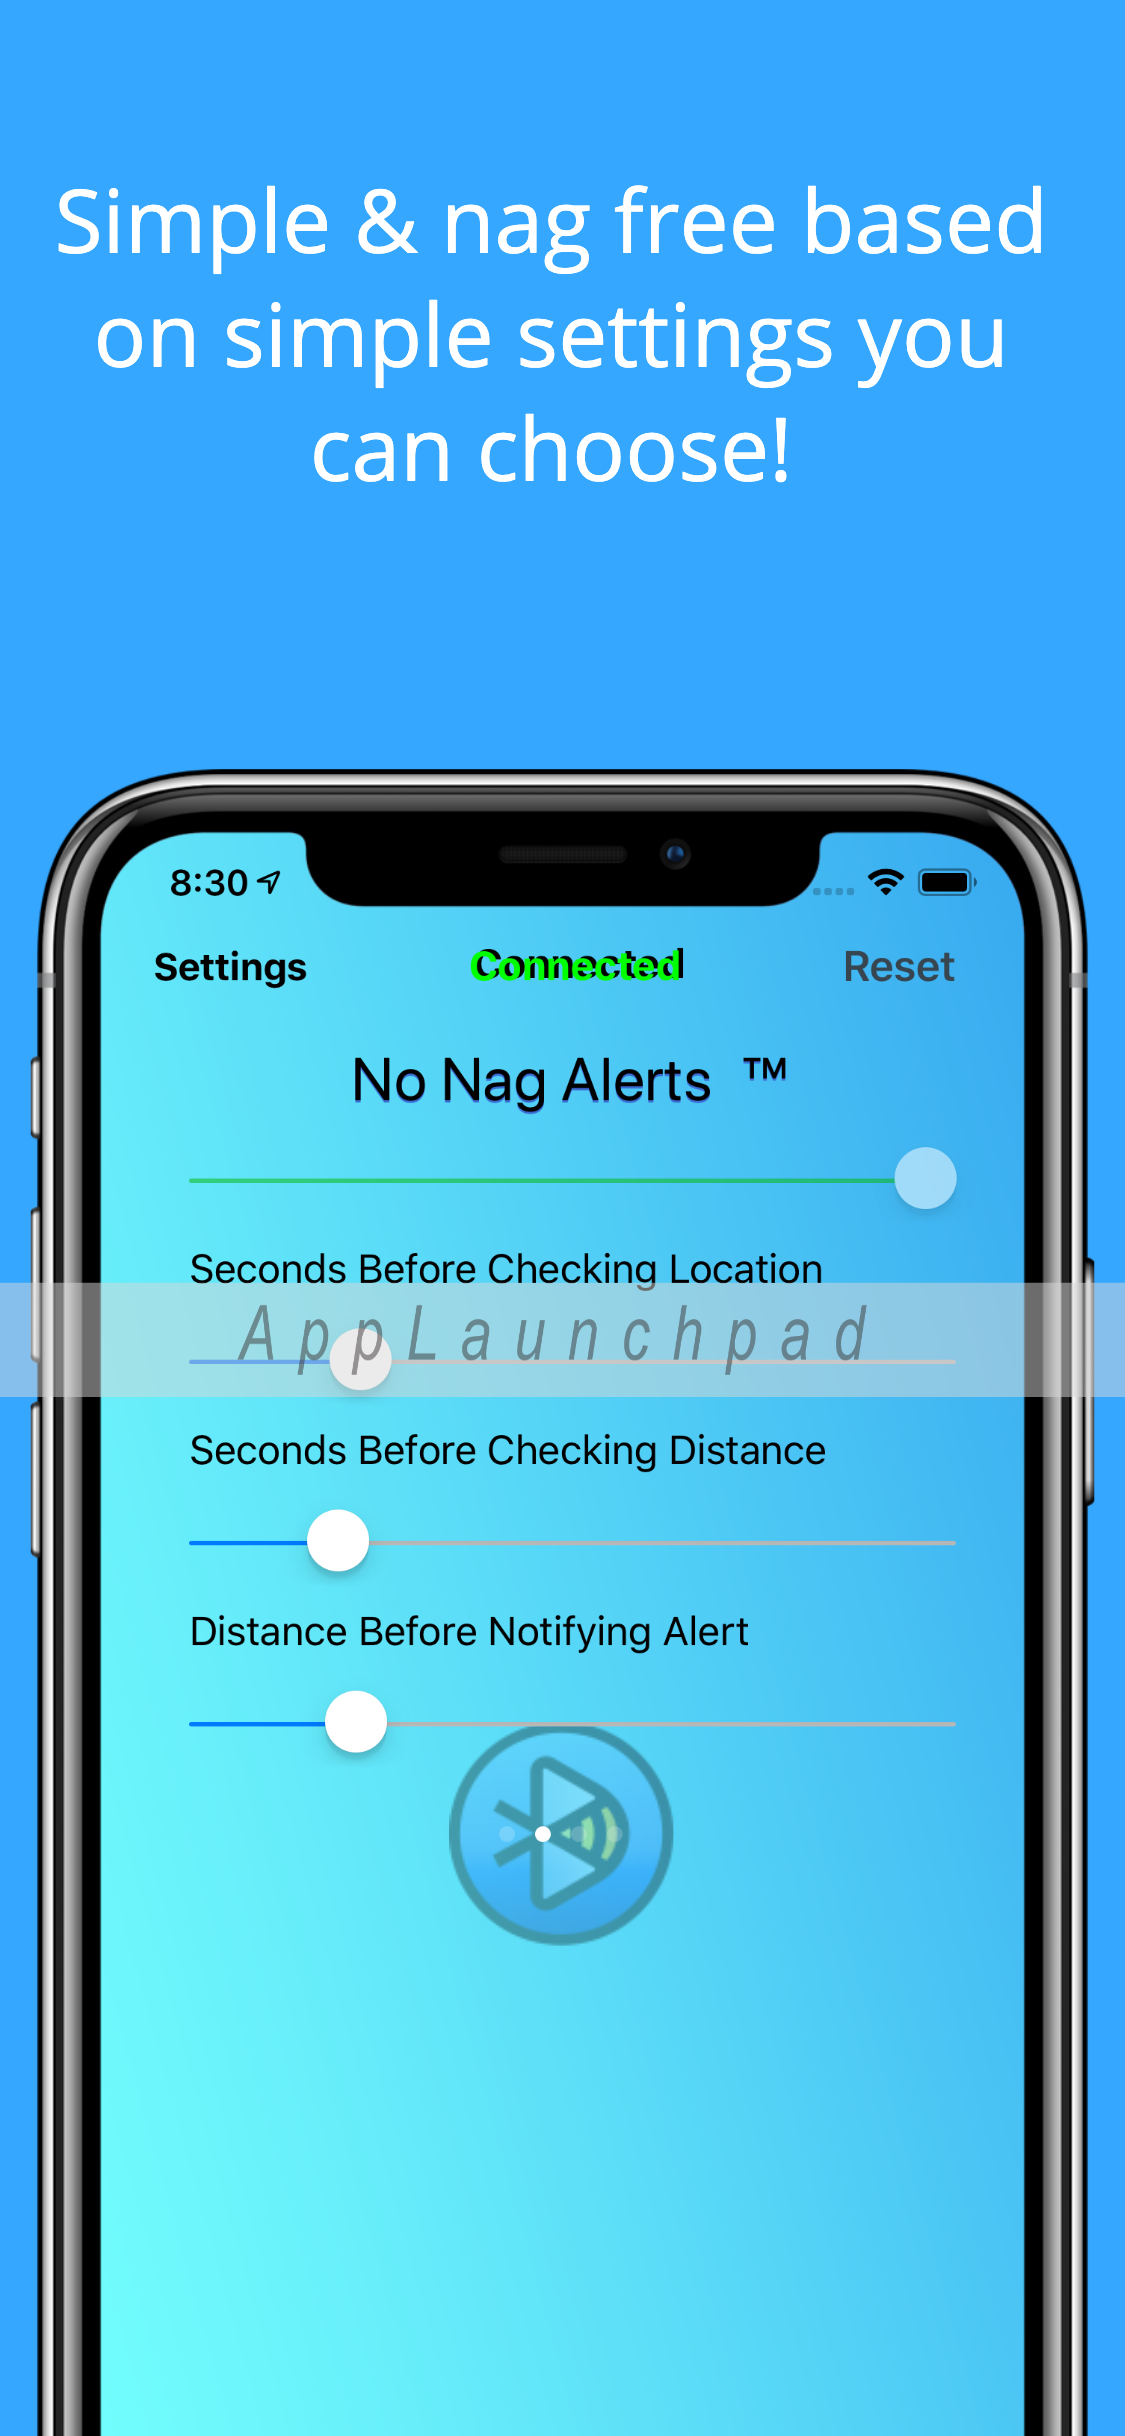 Simple & nag free based
on simple settings you
can choose!
8:30
Settings Connected Reset
No Nag Alerts ™
Seconds Before Checking Location
AppLaunchpad
Seconds Before Checking Distance
Distance Before Notifying Alert